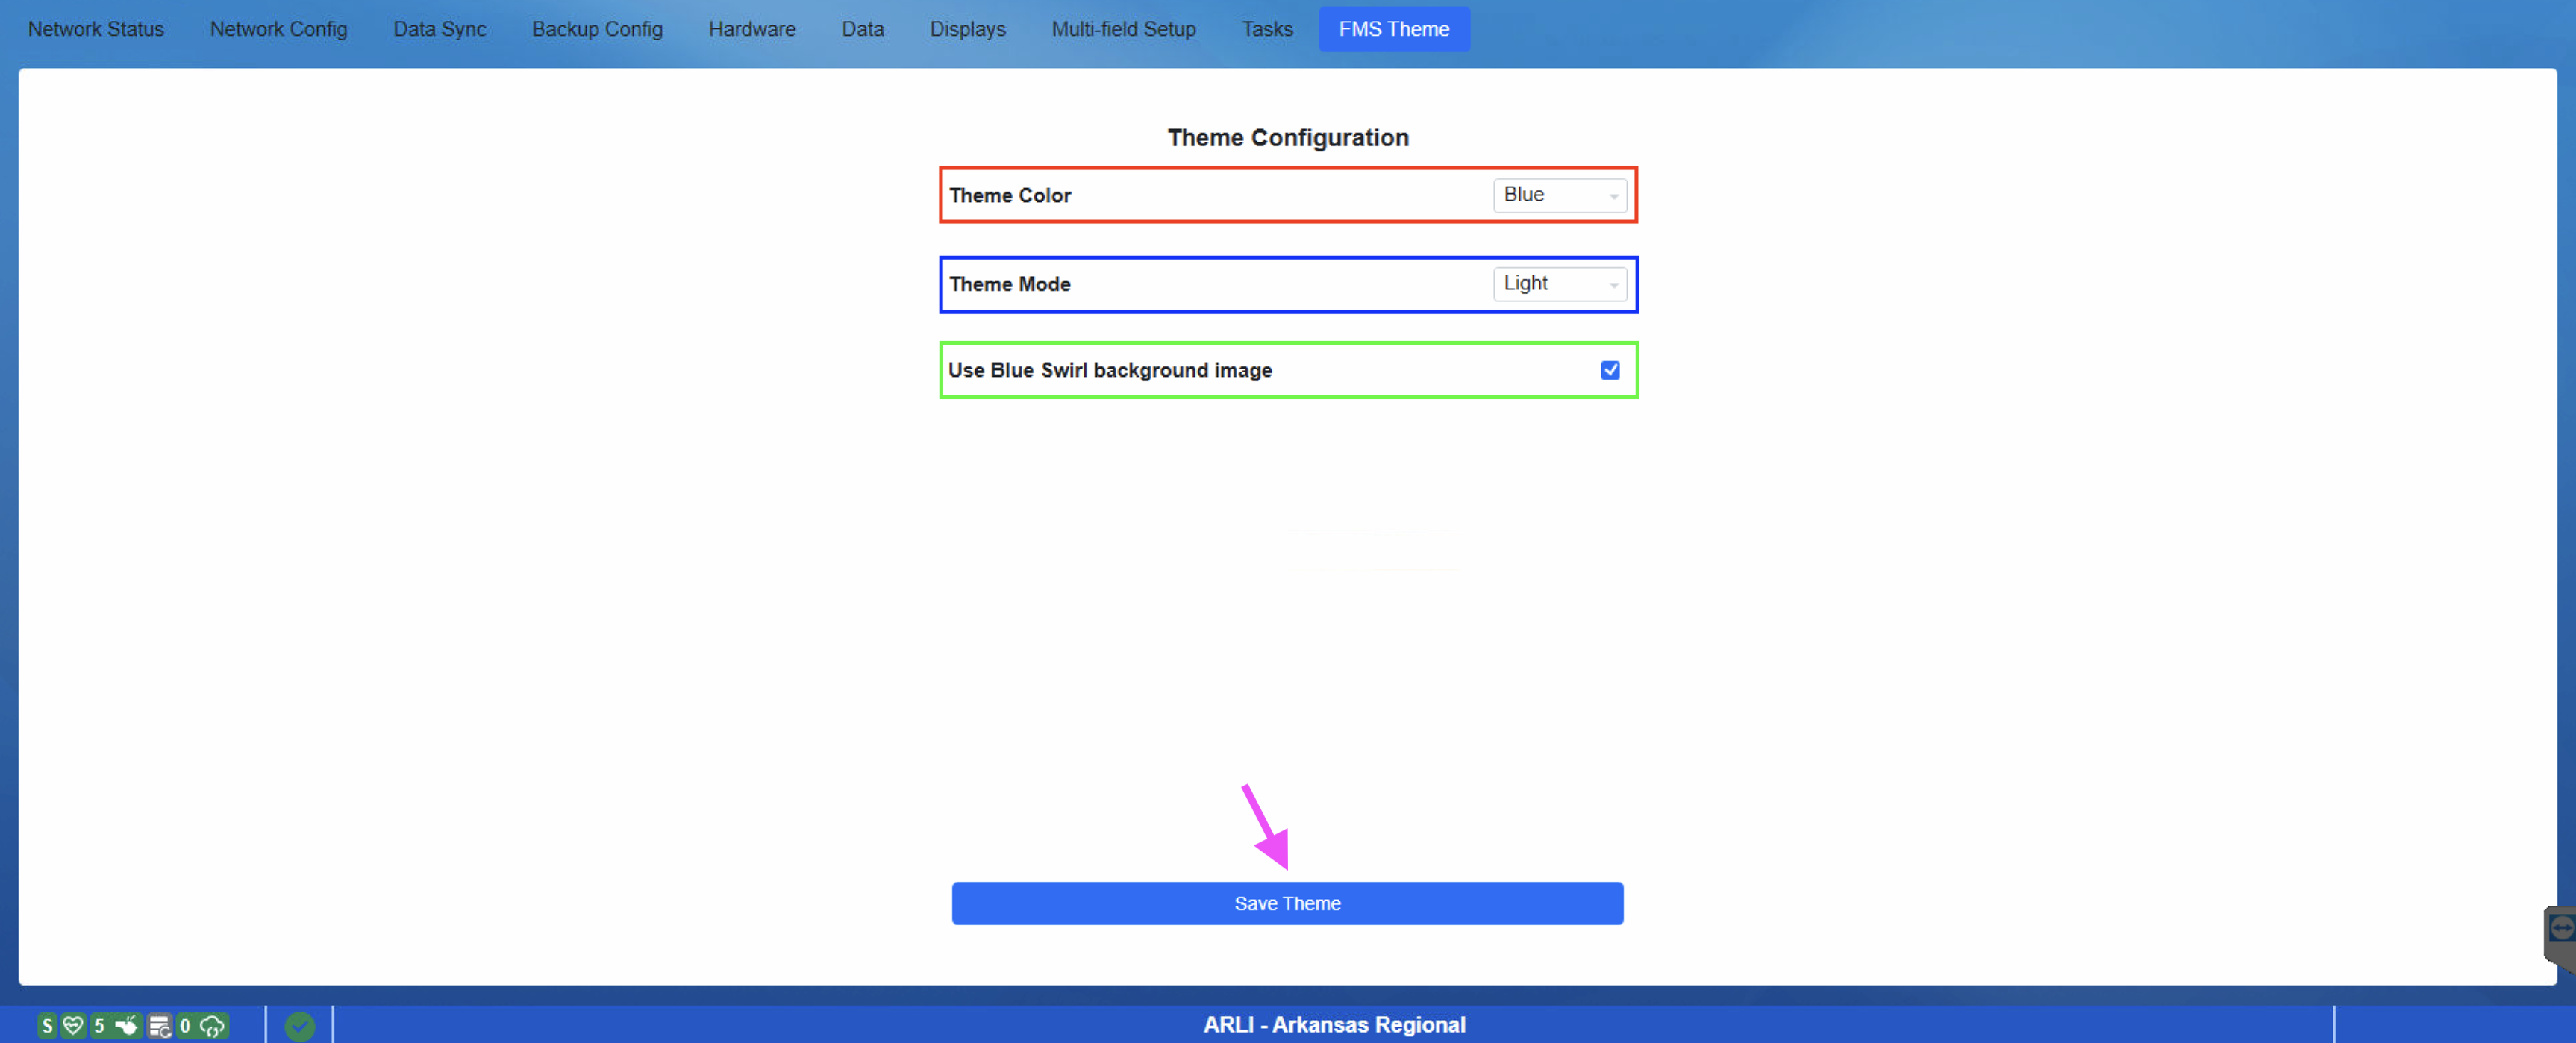 Network Status Network Config Data Sync Backup Config Hardware Data Displays Multi-field Setup Tasks FMS Theme
Theme Configuration
Theme Color Blue
Theme Mode Light
Use Blue Swirl background image
Save Theme
S 5 0 ARLI - Arkansas Regional